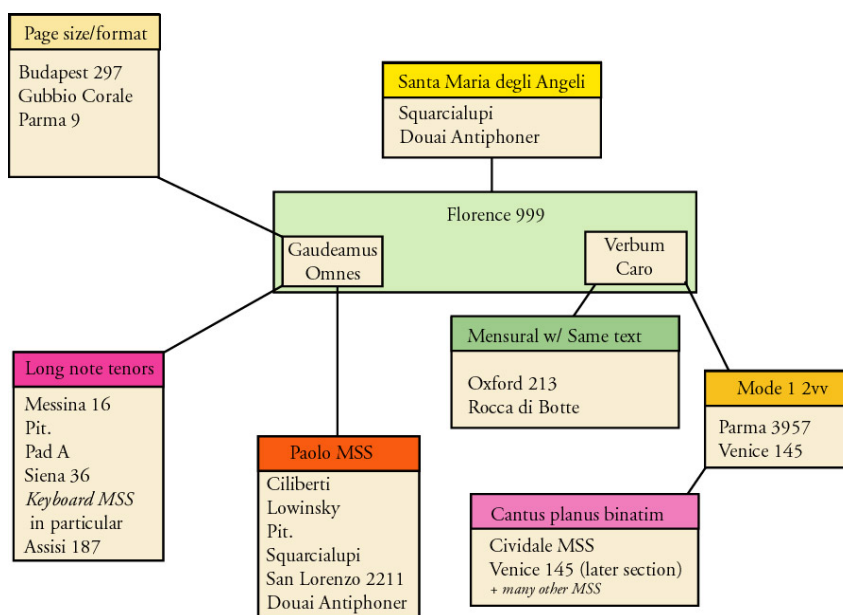 Page size/format
Budapest 297
Gubbio Corale
Parma 9
Santa Maria degli Angeli
Squarcialupi
Douai Antiphoner
Florence 999
Gaudeamus
Omnes
Verbum
Caro
Long note tenors
Messina 16
Pit.
Pad A
Siena 36
Keyboard MSS
in particular
Assisi 187
Paolo MSS
Ciliberti
Lowinsky
Pit.
Squarcialupi
San Lorenzo 2211
Douai Antiphoner
Mensural w/ Same text
Oxford 213
Rocca di Botte
Mode 1 2vv
Parma 3957
Venice 145
Cantus planus binatim
Cividale MSS
Venice 145 (later section)
+ many other MSS